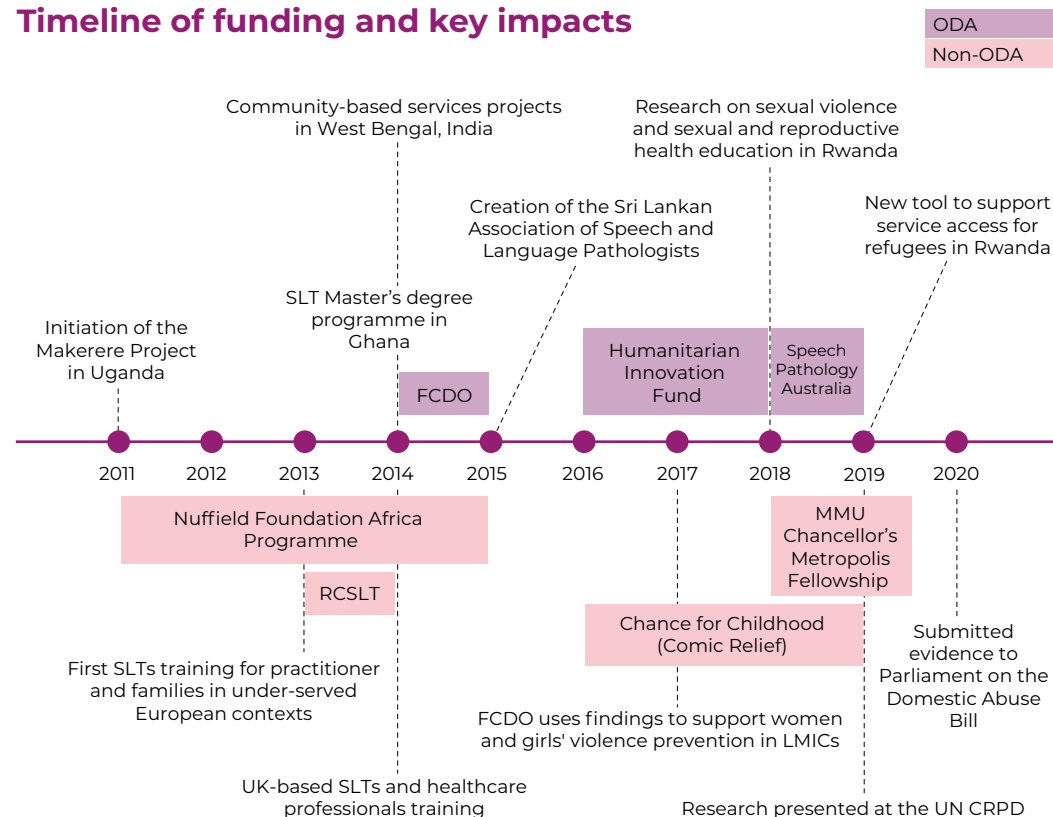 Timeline of funding and key impacts
ODA
Non-ODA
Community-based services projects
in West Bengal, India
Research on sexual violence
and sexual and reproductive
health education in Rwanda
Creation of the Sri Lankan
Association of Speech and
Language Pathologists
New tool to support
service access for
refugees in Rwanda
SLT Master’s degree
programme in
Ghana
Initiation of the
Makerere Project
in Uganda
FCDO
Humanitarian
Innovation
Fund
Speech
Pathology
Australia
2011
2012
2013
2014
2015
2016
2017
2018
2019
2020
Nuffield Foundation Africa
Programme
RCSLT
MMU
Chancellor’s
Metropolis
Fellowship
Chance for Childhood
(Comic Relief)
First SLTs training for practitioner
and families in under-served
European contexts
Submitted
evidence to
Parliament on the
Domestic Abuse
Bill
FCDO uses findings to support women
and girls' violence prevention in LMICs
UK-based SLTs and healthcare
professionals training
Research presented at the UN CRPD